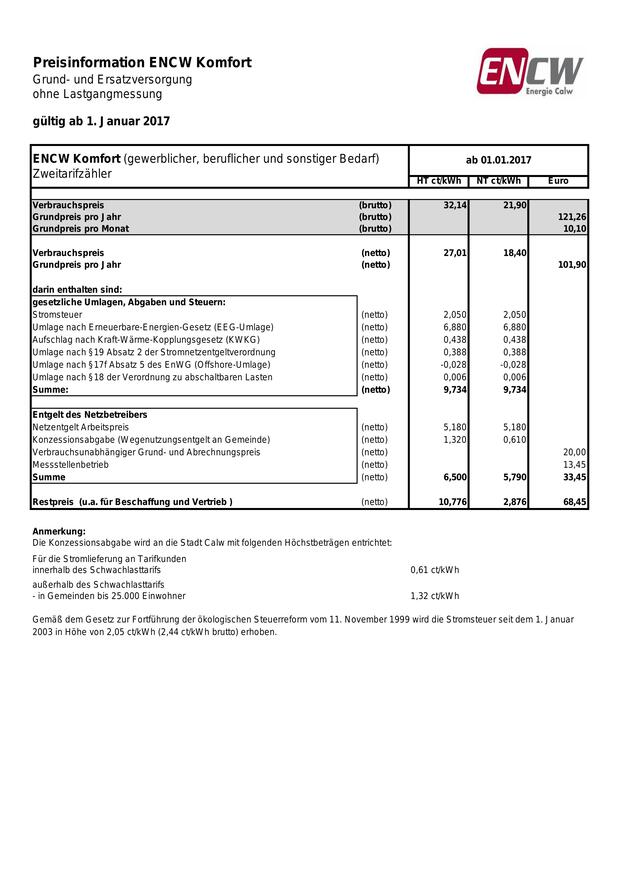 Preisinformation ENCW Komfort
Grund- und Ersatzversorgung
ohne Lastgangmessung
ENCW
Energie Calw
gültig ab 1. Januar 2017
ENCW Komfort (gewerblicher, beruflicher und sonstiger Bedarf)
Zweitarifzähler
ab 01.01.2017
HT ct/kWh NT ct/kWh Euro
Verbrauchspreis (brutto) 32,14 21,90
Grundpreis pro Jahr (brutto) 121,26
Grundpreis pro Monat (brutto) 10,10
Verbrauchspreis (netto) 27,01 18,40
Grundpreis pro Jahr (netto) 101,90
darin enthalten sind:
gesetzliche Umlagen, Abgaben und Steuern:
Stromsteuer (netto) 2,050 2,050
Umlage nach Erneuerbare-Energien-Gesetz (EEG-Umlage) (netto) 6,880 6,880
Aufschlag nach Kraft-Wärme-Kopplungsgesetz (KWKG) (netto) 0,438 0,438
Umlage nach §19 Absatz 2 der Stromnetzentgeltverordnung (netto) 0,388 0,388
Umlage nach §17f Absatz 5 des EnWG (Offshore-Umlage) (netto) -0,028 -0,028
Umlage nach §18 der Verordnung zu abschaltbaren Lasten (netto) 0,006 0,006
Summe: (netto) 9,734 9,734
Entgelt des Netzbetreibers
Netzentgelt Arbeitspreis (netto) 5,180 5,180
Konzessionsabgabe (Wegenutzungsentgelt an Gemeinde) (netto) 1,320 0,610
Verbrauchsunabhängiger Grund- und Abrechnungspreis (netto) 20,00
Messstellenbetrieb (netto) 13,45
Summe (netto) 6,500 5,790 33,45
Restpreis (u.a. für Beschaffung und Vertrieb ) (netto) 10,776 2,876 68,45
Anmerkung:
Die Konzessionsabgabe wird an die Stadt Calw mit folgenden Höchstbeträgen entrichtet:
Für die Stromlieferung an Tarifkunden
innerhalb des Schwachlasttarifs 0,61 ct/kWh
außerhalb des Schwachlasttarifs
- in Gemeinden bis 25.000 Einwohner 1,32 ct/kWh
Gemäß dem Gesetz zur Fortführung der ökologischen Steuerreform vom 11. November 1999 wird die Stromsteuer seit dem 1. Januar
2003 in Höhe von 2,05 ct/kWh (2,44 ct/kWh brutto) erhoben.